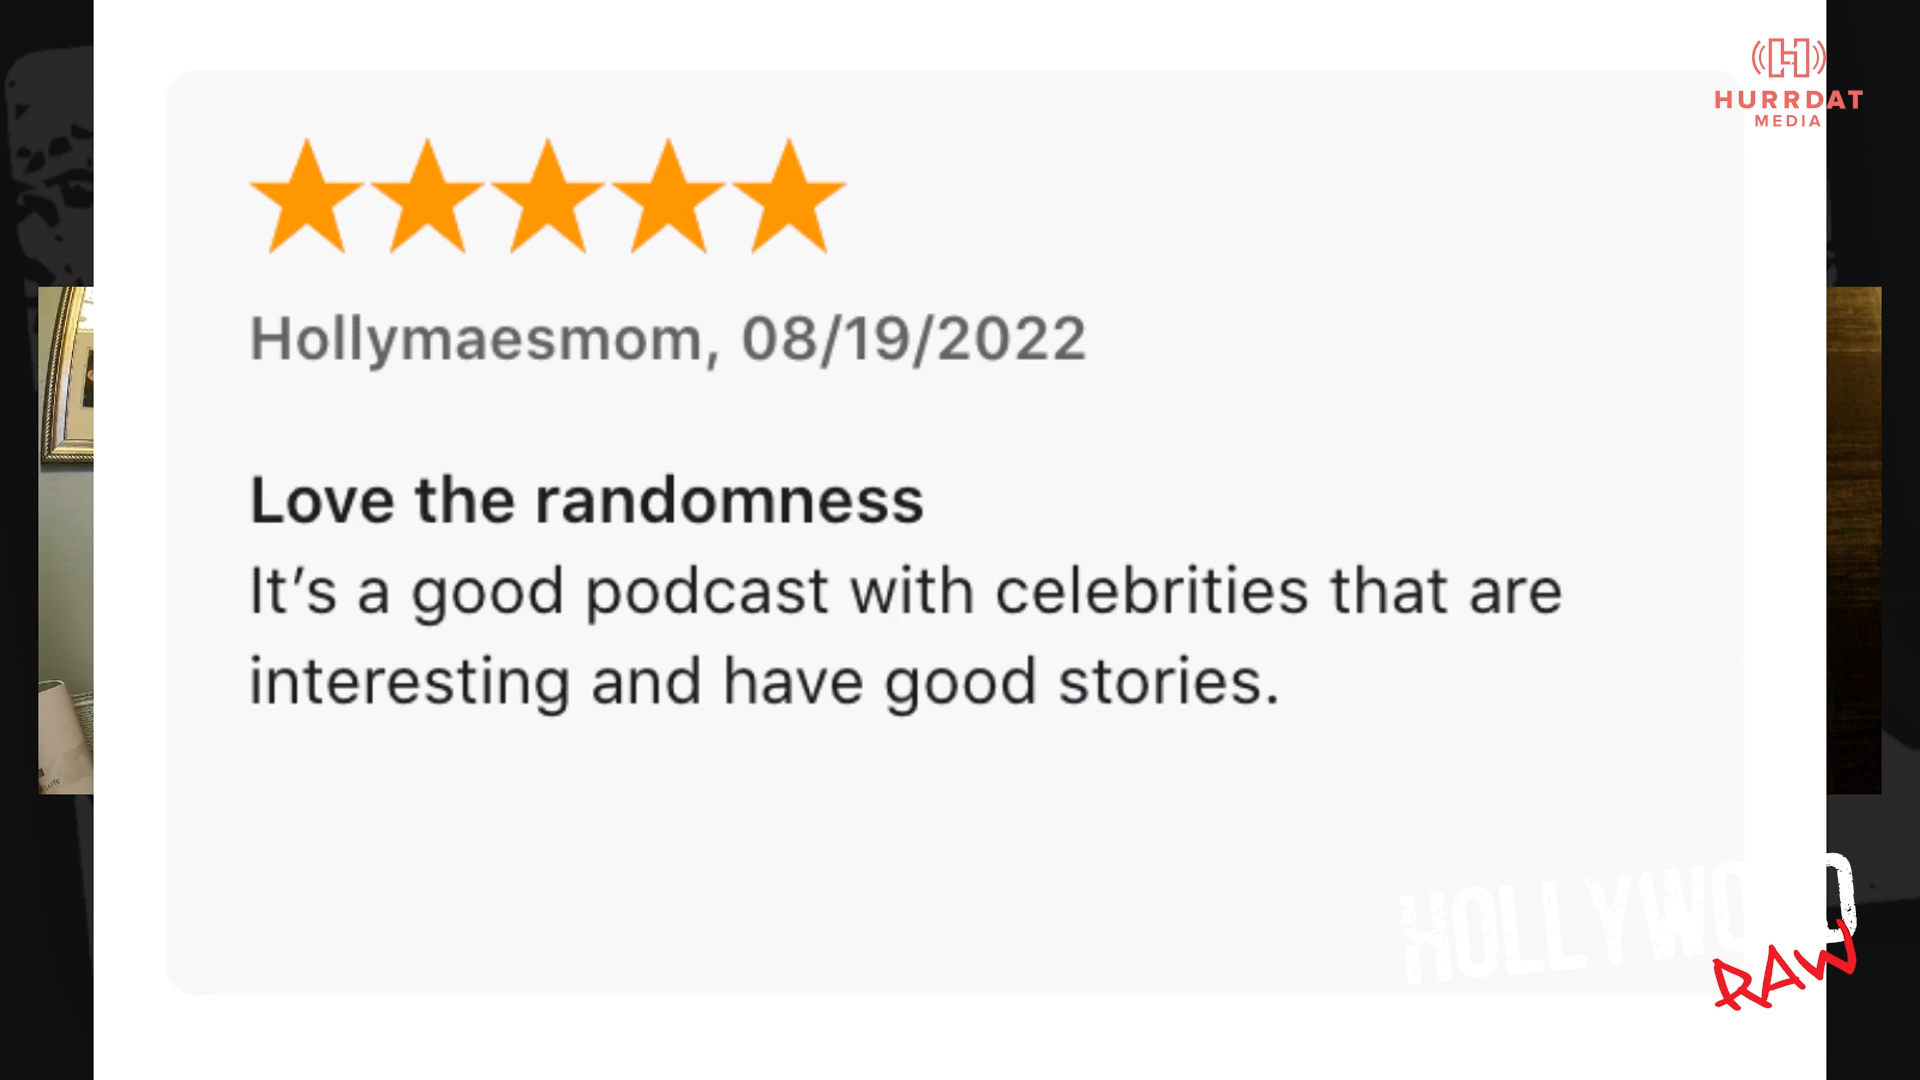 HURRDAT
MEDIA
Hollymaesmom, 08/19/2022
Love the randomness
It’s a good podcast with celebrities that are
interesting and have good stories.
HOLLYWOOD
RAW